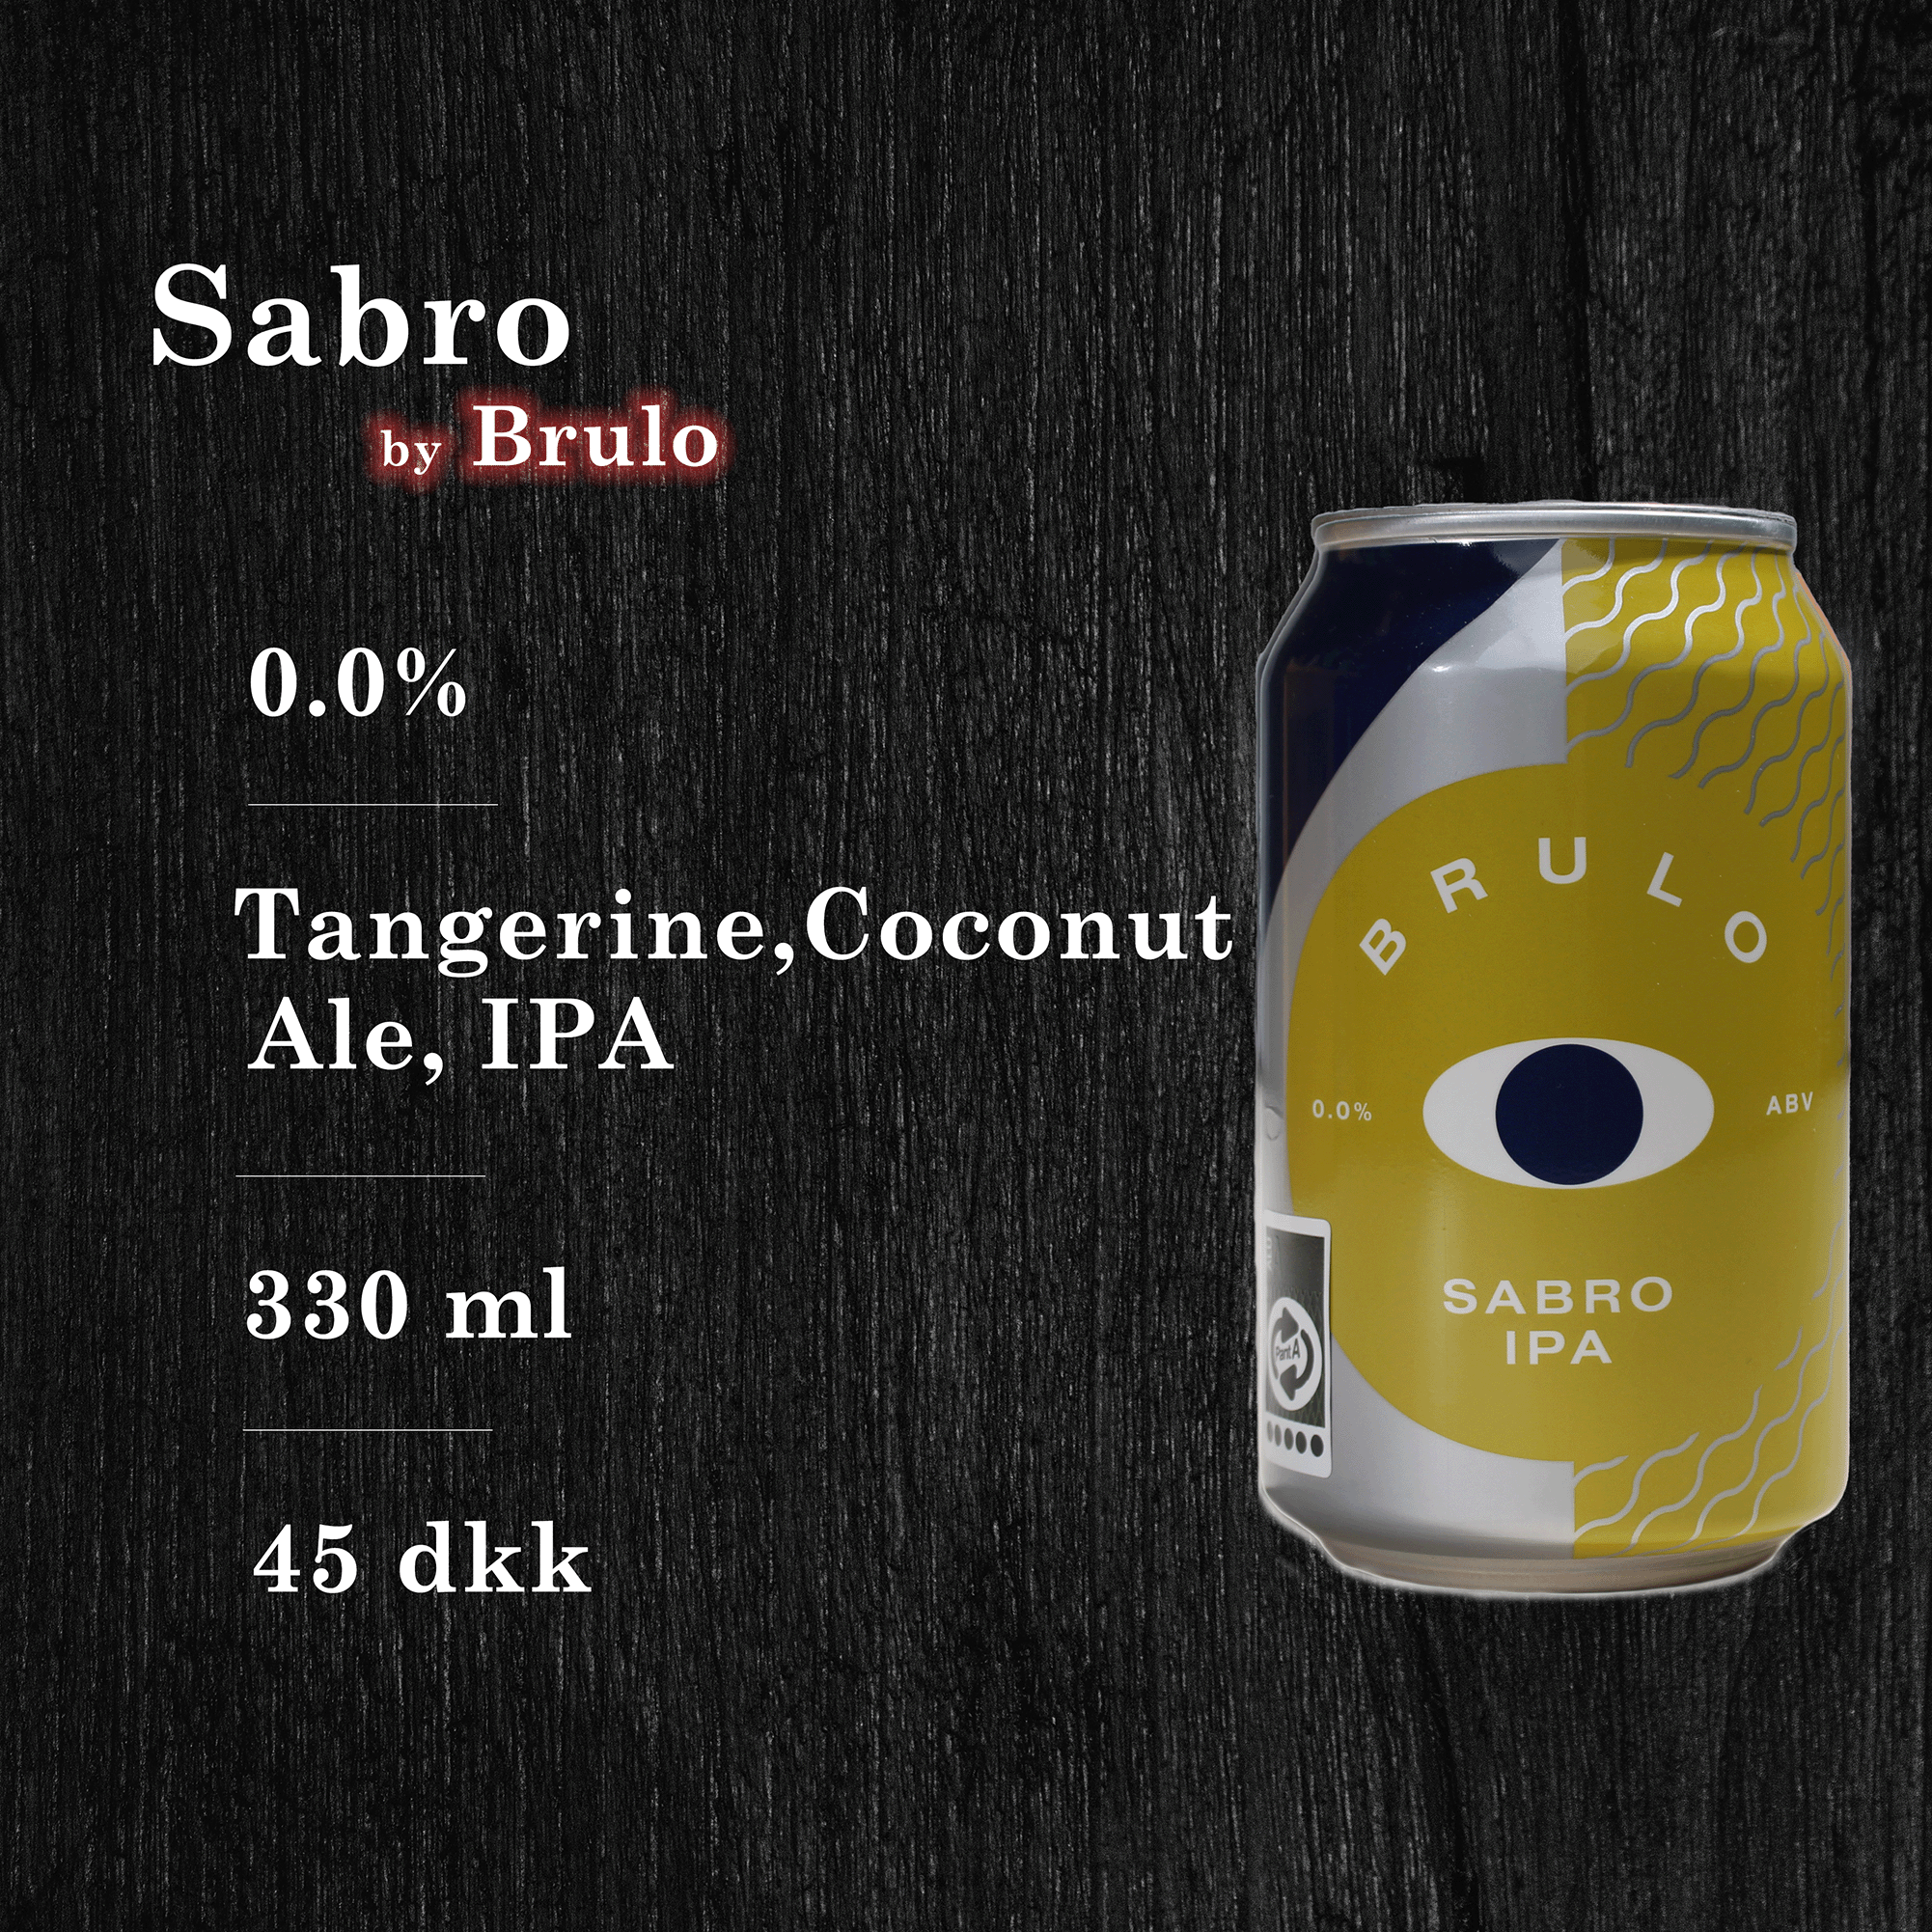 Sabro
by Brulo
0.0%
Tangerine,Coconut
Ale, IPA
330 ml
45 dkk
BRULO
0.0% ABV
SABRO
IPA
Pant A